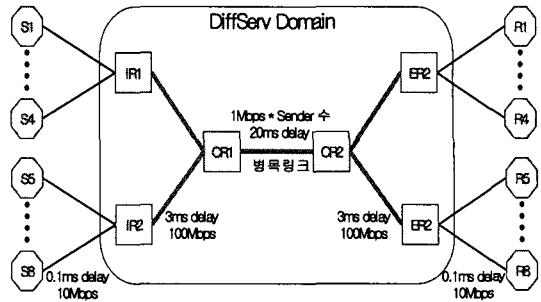 DiffServ Domain
S1
S4
S5
S8
IR1
IR2
CR1
1Mbps * Sender 수
20ms delay
병목링크
CR2
ER2
ER2
R1
R4
R5
R8
3ms delay
100Mbps
3ms delay
100Mbps
0.1ms delay
10Mbps
0.1ms delay
10Mbps